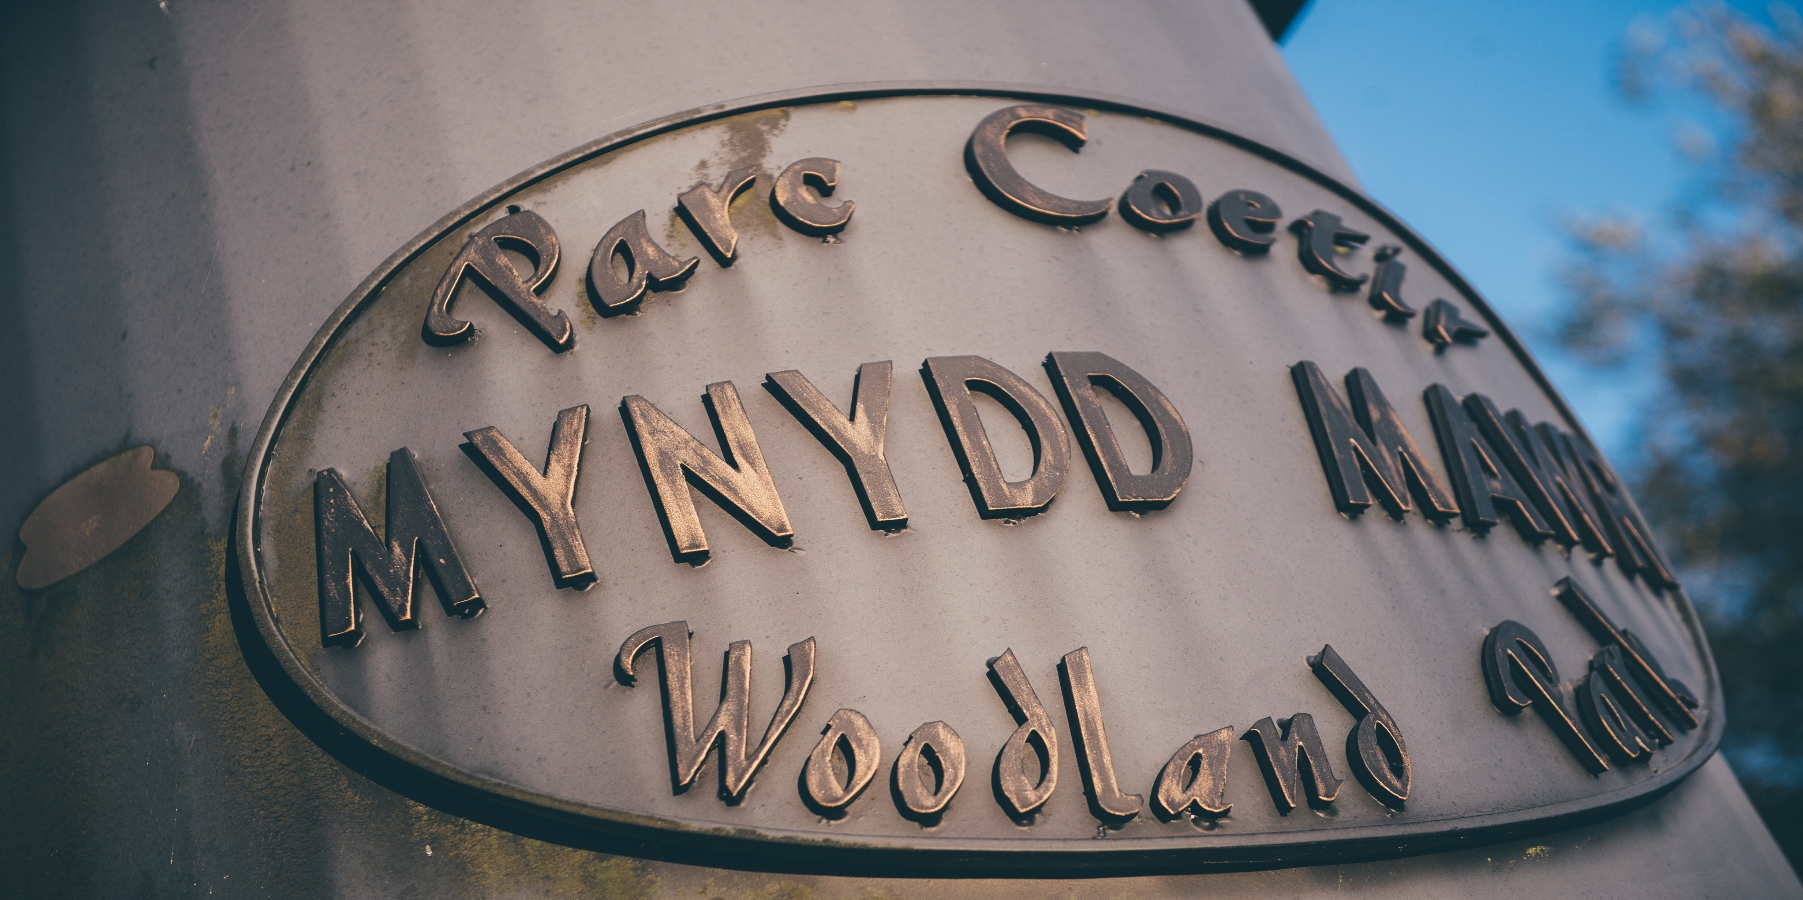 Parc Coetir
MYNYDD MAWR
Woodland Park